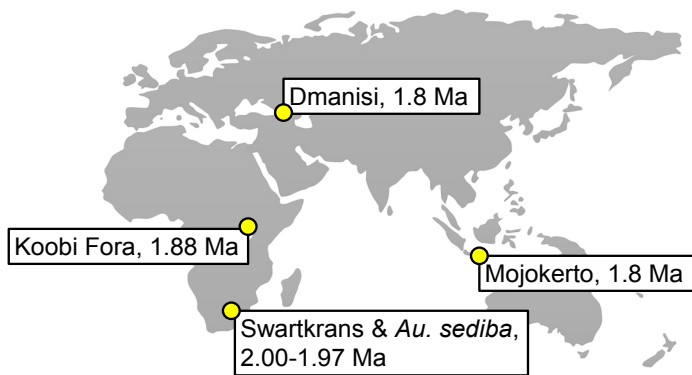 Dmanisi, 1.8 Ma
Koobi Fora, 1.88 Ma
Mojokerto, 1.8 Ma
Swartkrans & Au. sediba,
2.00-1.97 Ma